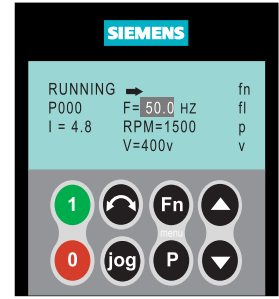 SIEMENS
RUNNING fn
P000 F= 50.0 HZ fl
I = 4.8 RPM=1500 p
V=400v v
1 Fn
menu
0 jog P